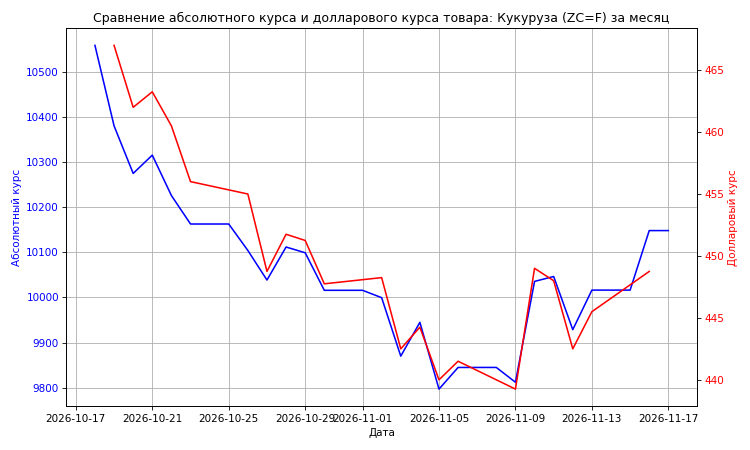 Сравнение абсолютного курса и долларового курса товара: Кукуруза (ZC=F) за месяц
Абсолютный курс
10500
10400
10300
10200
10100
10000
9900
9800
465
460
455
450
445
440
Долларовый курс
2026-10-17 2026-10-21 2026-10-25 2026-10-29 2026-11-01 2026-11-05 2026-11-09 2026-11-13 2026-11-17
Дата